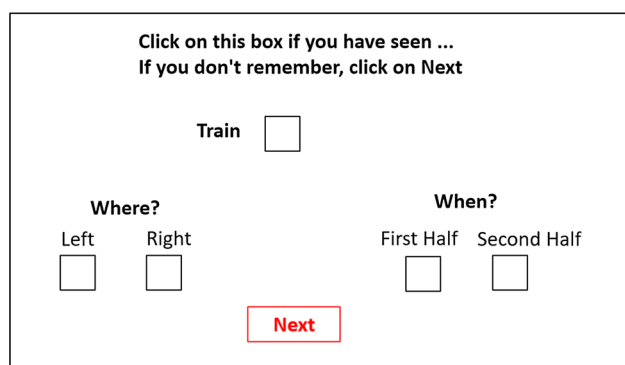 Click on this box if you have seen ...
If you don't remember, click on Next
Train
Where?
Left Right
When?
First Half Second Half
Next